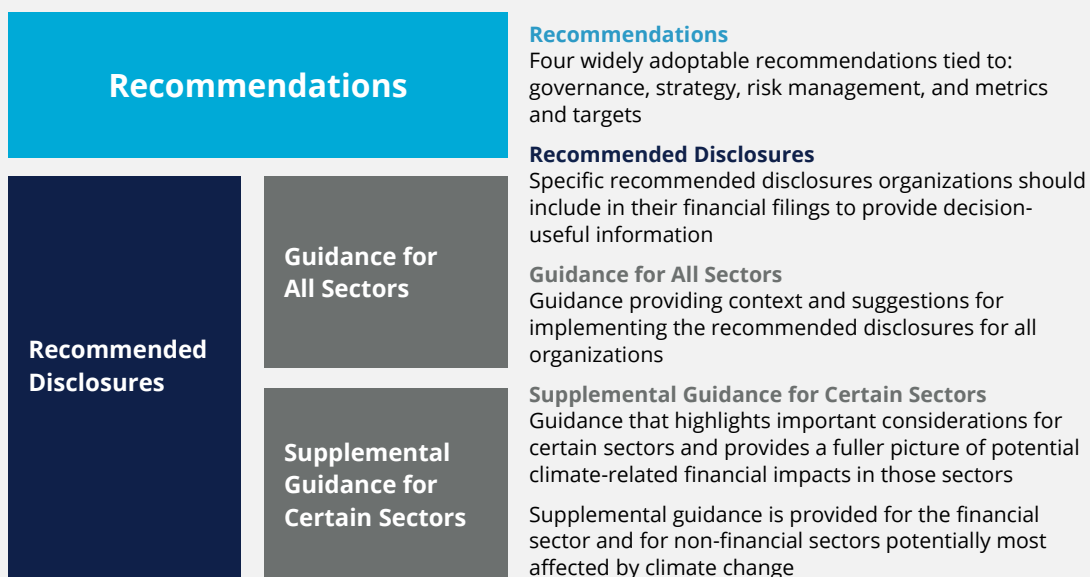 Recommendations
Recommended
Disclosures
Guidance for
All Sectors
Supplemental
Guidance for
Certain Sectors
Recommendations
Four widely adoptable recommendations tied to:
governance, strategy, risk management, and metrics
and targets
Recommended Disclosures
Specific recommended disclosures organizations should
include in their financial filings to provide decision-
useful information
Guidance for All Sectors
Guidance providing context and suggestions for
implementing the recommended disclosures for all
organizations
Supplemental Guidance for Certain Sectors
Guidance that highlights important considerations for
certain sectors and provides a fuller picture of potential
climate-related financial impacts in those sectors
Supplemental guidance is provided for the financial
sector and for non-financial sectors potentially most
affected by climate change